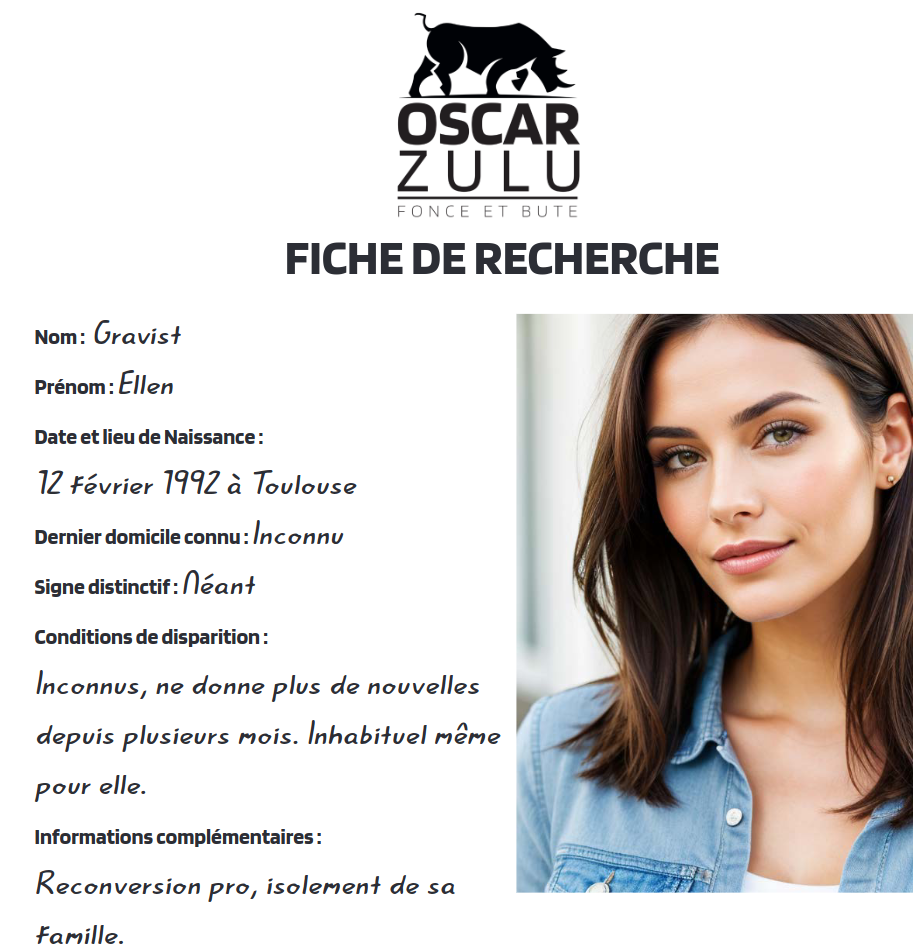 OSCAR
ZULU
FONCE ET BUTE
FICHE DE RECHERCHE
Nom : Gravist
Prénom : Ellen
Date et lieu de Naissance :
12 Février 1992 à Toulouse
Dernier domicile connu : Inconnu
Signe distinctif : Néant
Conditions de disparition :
Inconnus, ne donne plus de nouvelles
depuis plusieurs mois. Inhabituel même
pour elle.
Informations complémentaires :
Reconversion pro, isolement de sa
famille.